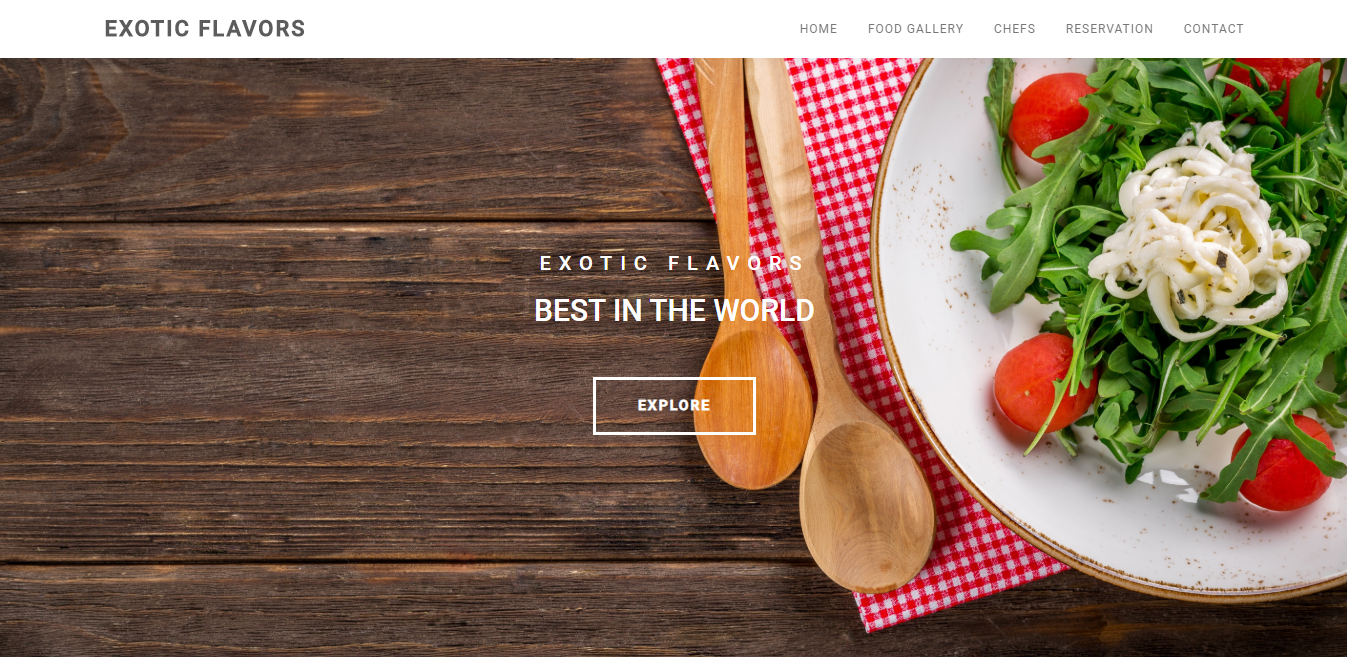 EXOTIC FLAVORS
HOME FOOD GALLERY CHEFS RESERVATION CONTACT
EXOTIC FLAVORS
BEST IN THE WORLD
EXPLORE